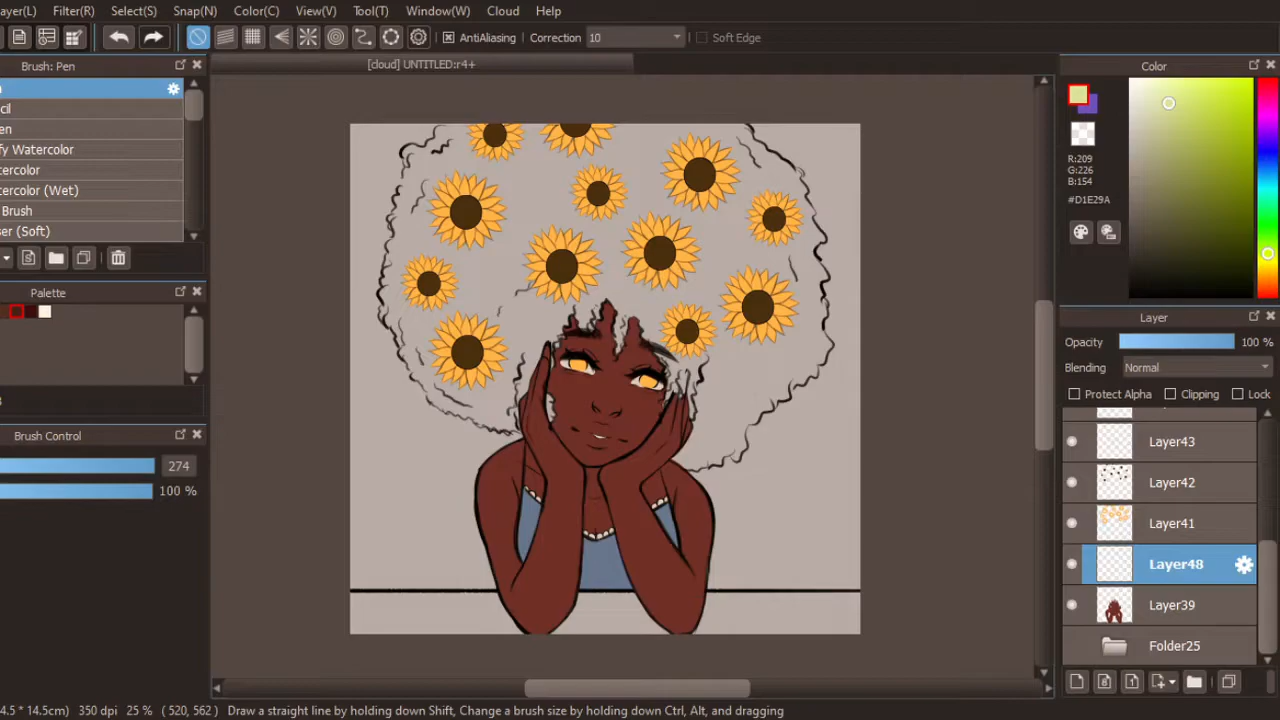 ayer(L) Filter(R) Select(S) Snap(N) Color(C) View(V) Tool(T) Window(W) Cloud Help
AntiAliasing Correction 10 Soft Edge
Brush: Pen
[cloud] UNTITLED:r4+
Color
cil
en
fy Watercolor
tercolor
tercolor (Wet)
Brush
ser (Soft)
R:209
G:226
B:154
#D1E29A
Palette
Layer
Opacity 100 %
Blending Normal
Protect Alpha Clipping Lock
Brush Control
274
100 %
Layer43
Layer42
Layer41
Layer48
Layer39
Folder25
4.5 * 14.5cm) 350 dpi 25 % ( 520, 562 ) Draw a straight line by holding down Shift, Change a brush size by holding down Ctrl, Alt, and dragging